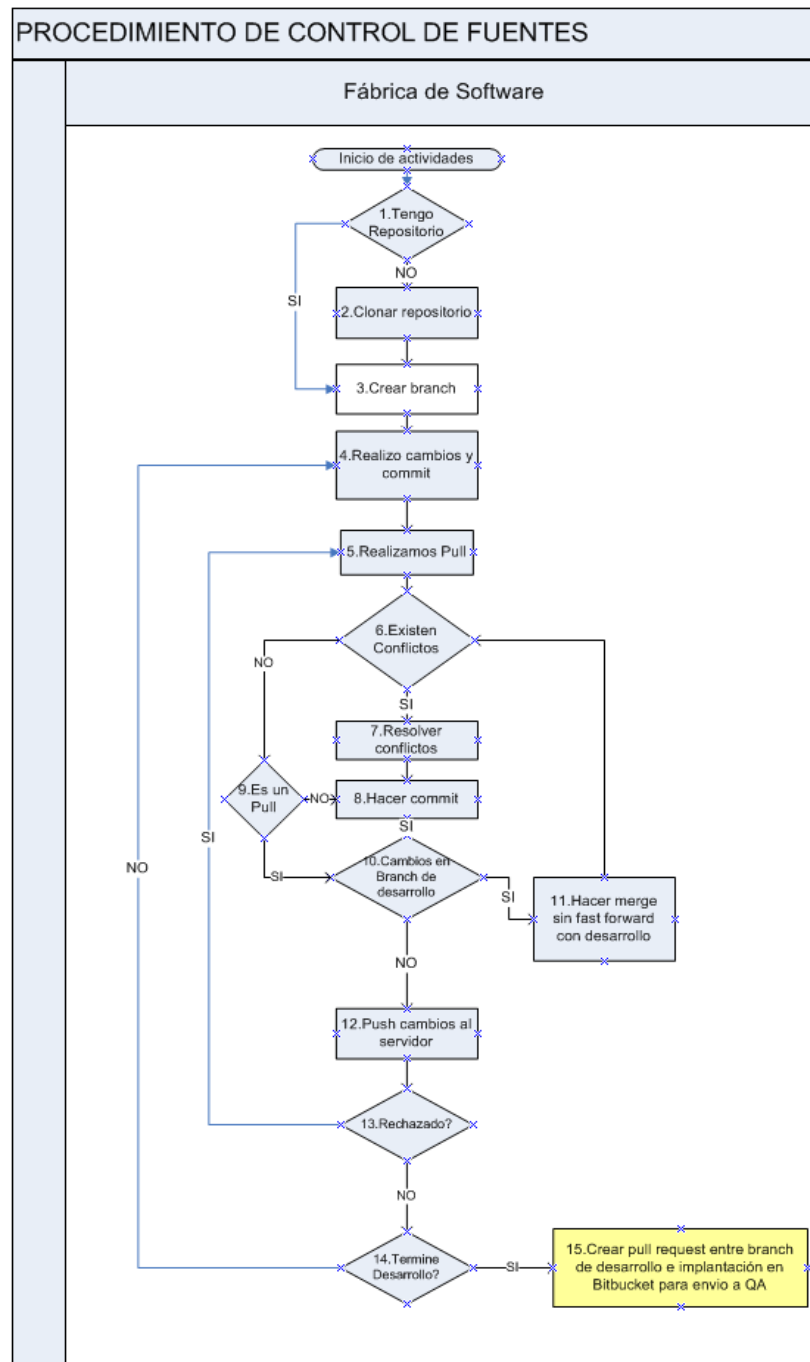 PROCEDIMIENTO DE CONTROL DE FUENTES
Fábrica de Software
Inicio de actividades
1.Tengo
Repositorio
NO
SI
2.Clonar repositorio
3.Crear branch
4.Realizo cambios y
commit
5.Realizamos Pull
6.Existen
Conflictos
NO
SI
7.Resolver
conflictos
9.Es un
Pull
NO
8.Hacer commit
SI
SI
NO
10.Cambios en
Branch de
desarrollo
SI
SI
11.Hacer merge
sin fast forward
con desarrollo
NO
12.Push cambios al
servidor
13.Rechazado?
NO
14.Termine
Desarrollo?
SI
15.Crear pull request entre branch
de desarrollo e implantación en
Bitbucket para envio a QA